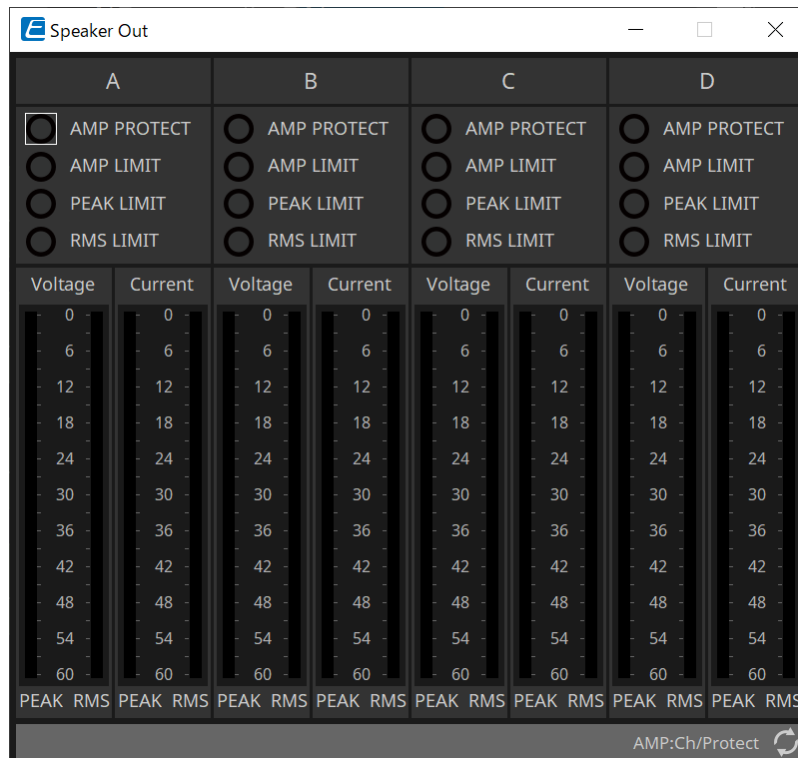 Speaker Out
A B C D
AMP PROTECT AMP PROTECT AMP PROTECT AMP PROTECT
AMP LIMIT AMP LIMIT AMP LIMIT AMP LIMIT
PEAK LIMIT PEAK LIMIT PEAK LIMIT PEAK LIMIT
RMS LIMIT RMS LIMIT RMS LIMIT RMS LIMIT
Voltage Current Voltage Current Voltage Current Voltage Current
0 0 0 0 0 0 0 0
6 6 6 6 6 6 6 6
12 12 12 12 12 12 12 12
18 18 18 18 18 18 18 18
24 24 24 24 24 24 24 24
30 30 30 30 30 30 30 30
36 36 36 36 36 36 36 36
42 42 42 42 42 42 42 42
48 48 48 48 48 48 48 48
54 54 54 54 54 54 54 54
60 60 60 60 60 60 60 60
PEAK RMS PEAK RMS PEAK RMS PEAK RMS PEAK RMS PEAK RMS PEAK RMS PEAK RMS
AMP:Ch/Protect